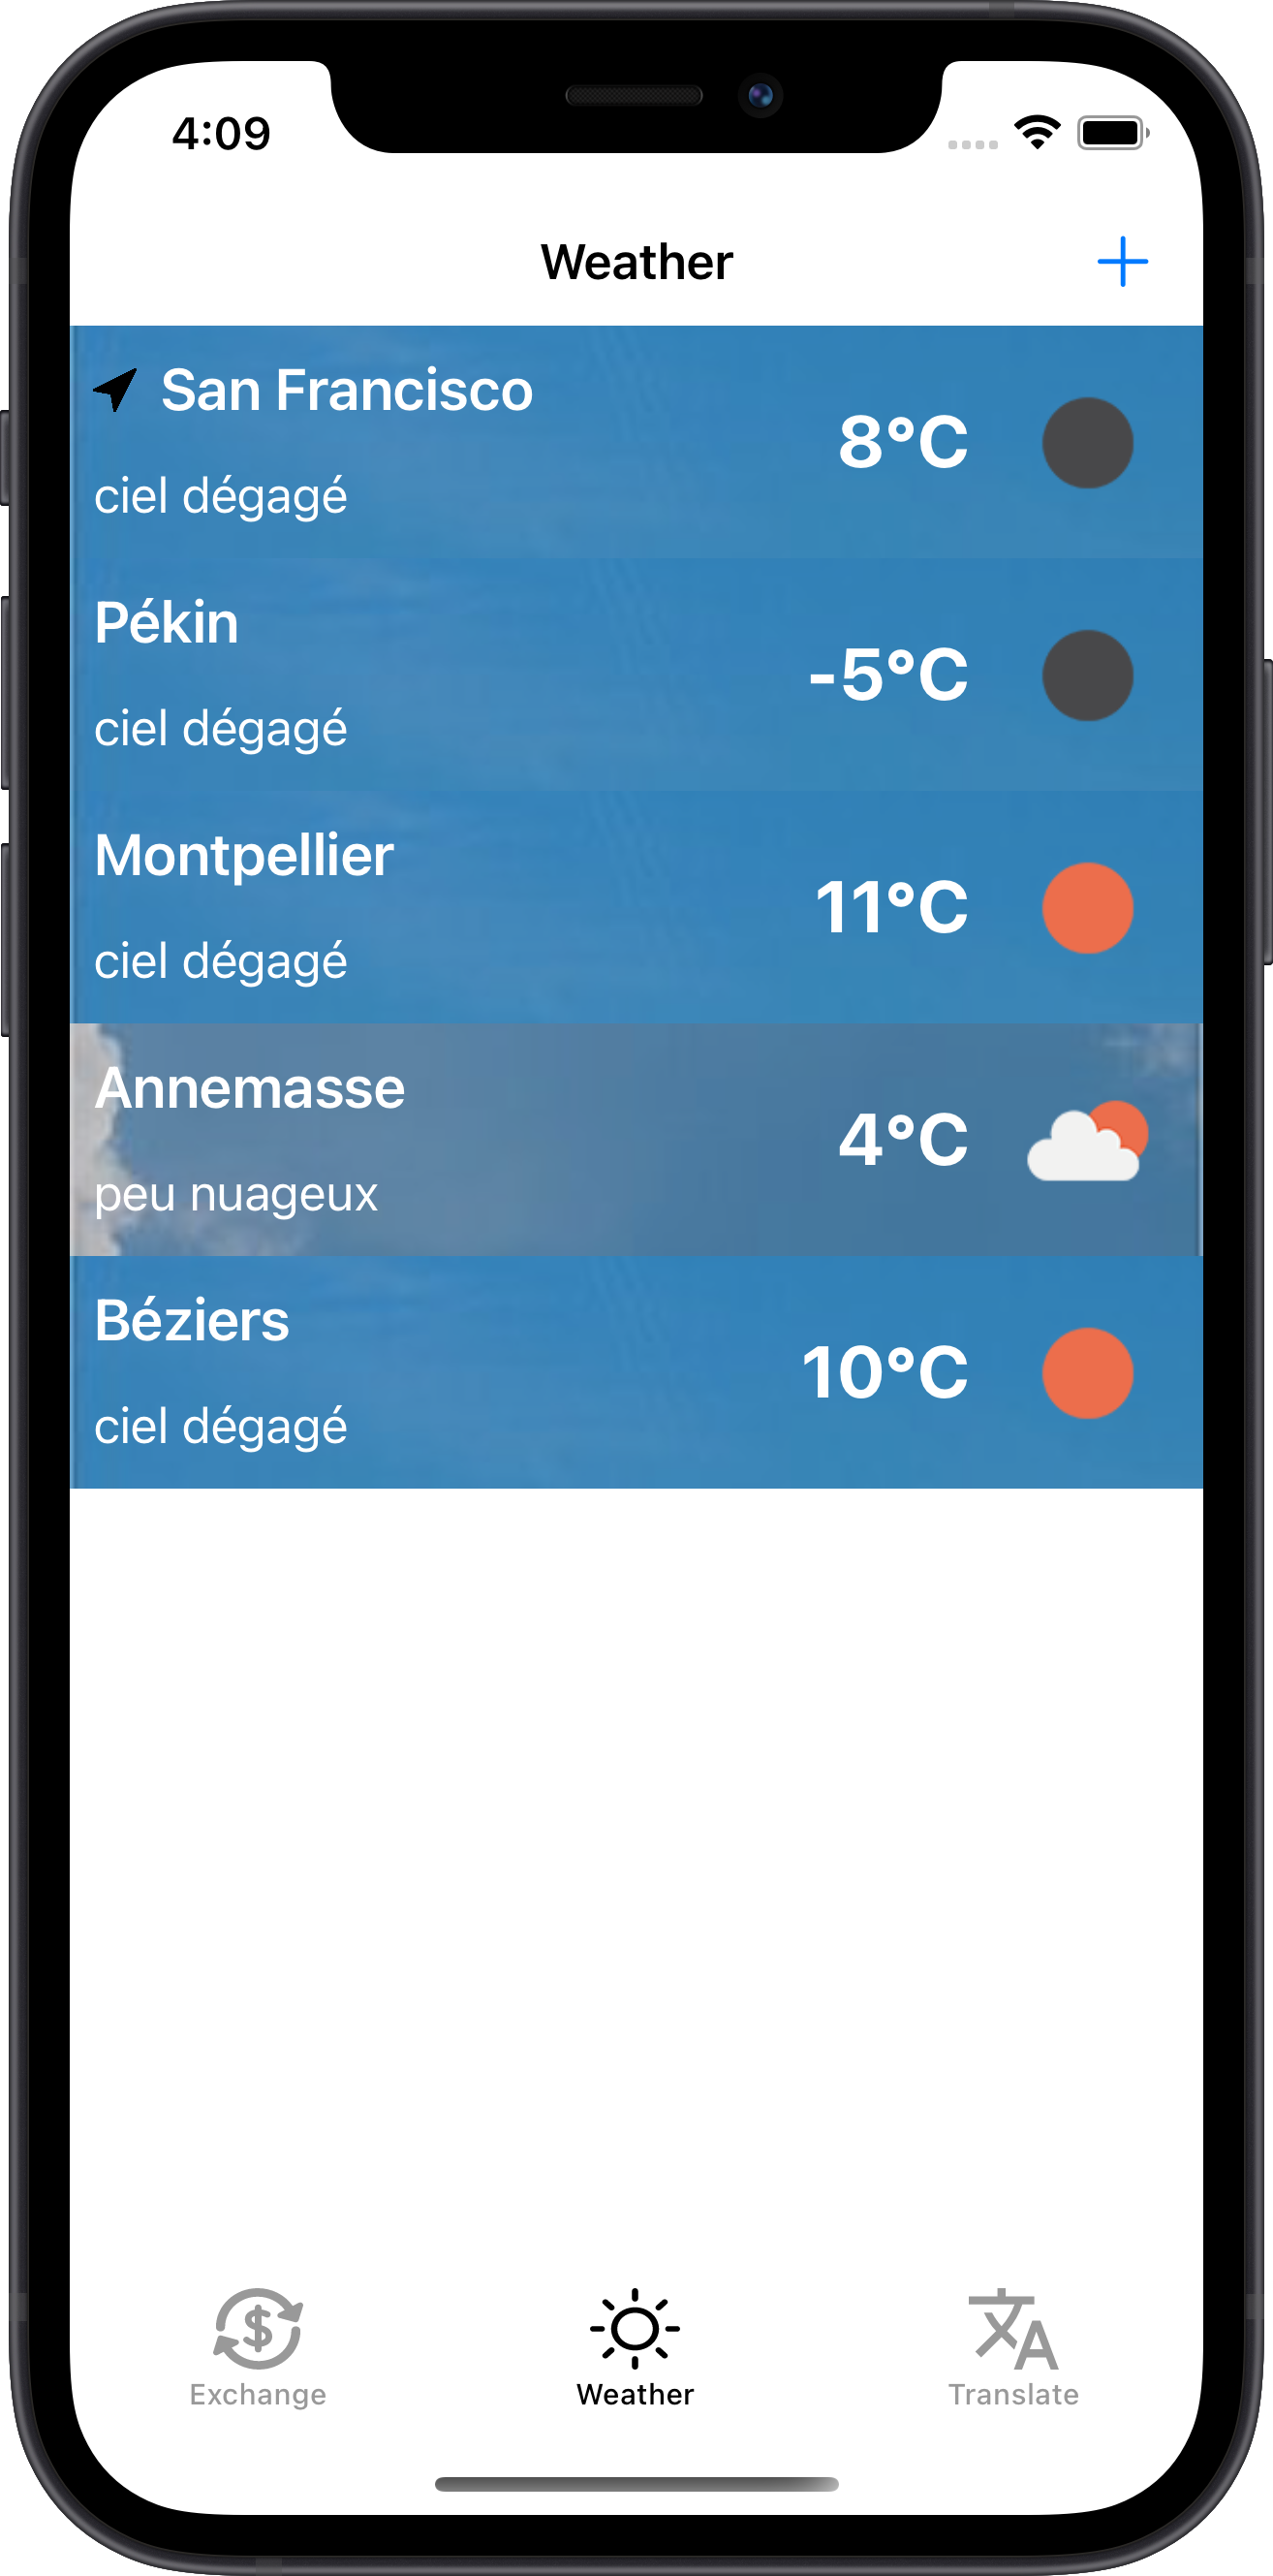 4:09
Weather
San Francisco
8°C
ciel dégagé
Pékin
-5°C
ciel dégagé
Montpellier
11°C
ciel dégagé
Annemasse
4°C
peu nuageux
Béziers
10°C
ciel dégagé
Exchange
Weather
Translate